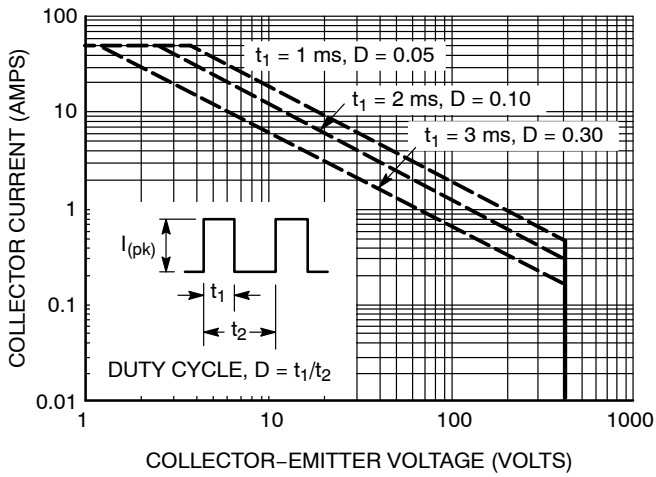 COLLECTOR CURRENT (AMPS)
100
10
1
0.1
0.01
t₁ = 1 ms, D = 0.05
t₁ = 2 ms, D = 0.10
t₁ = 3 ms, D = 0.30
I(pk)
t₁
t₂
DUTY CYCLE, D = t₁/t₂
1
10
100
1000
COLLECTOR−EMITTER VOLTAGE (VOLTS)